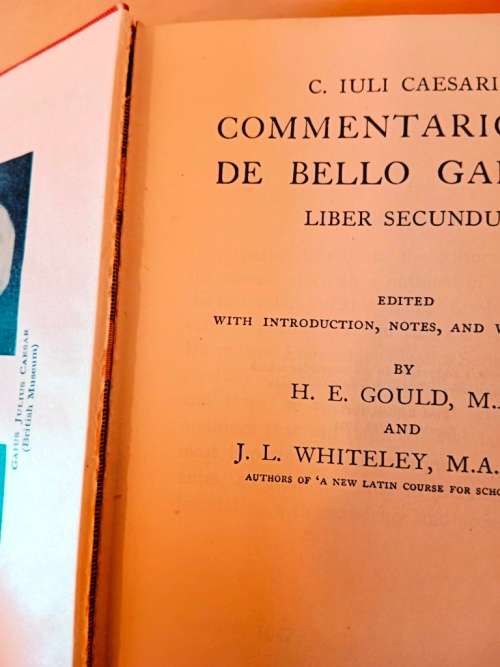 GAIUS JULIUS CAESAR
(British Museum)
C. IULI CAESARI
COMMENTARIO
DE BELLO GAL
LIBER SECUNDU
EDITED
WITH INTRODUCTION, NOTES, AND V
BY
H. E. GOULD, M.A
AND
J. L. WHITELEY, M.A.
AUTHORS OF 'A NEW LATIN COURSE FOR SCHO